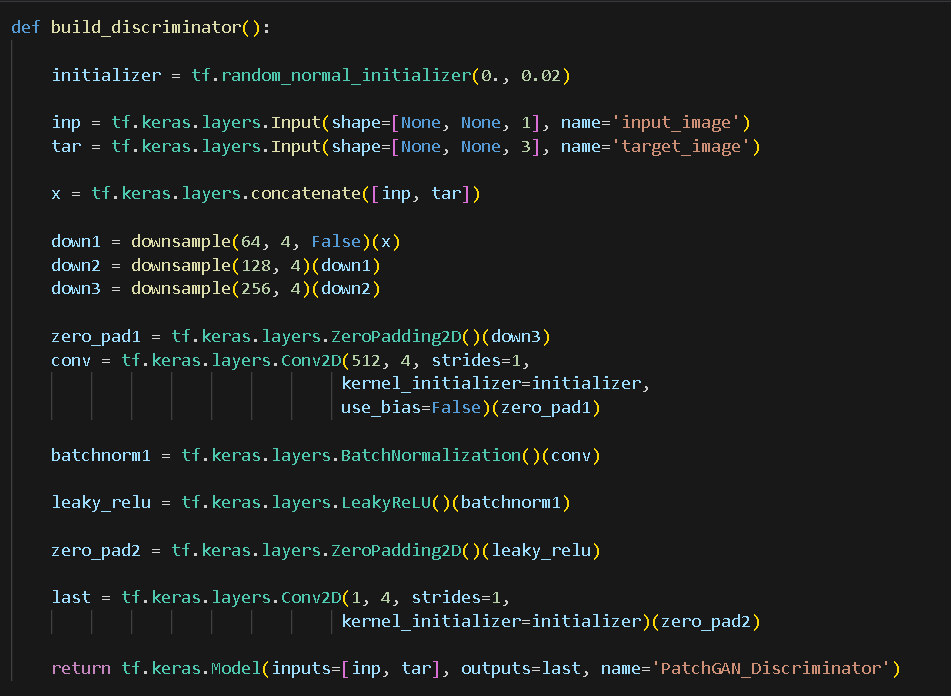 def build_discriminator():
initializer = tf.random_normal_initializer(0., 0.02)
inp = tf.keras.layers.Input(shape=[None, None, 1], name='input_image')
tar = tf.keras.layers.Input(shape=[None, None, 3], name='target_image')
x = tf.keras.layers.concatenate([inp, tar])
down1 = downsample(64, 4, False)(x)
down2 = downsample(128, 4)(down1)
down3 = downsample(256, 4)(down2)
zero_pad1 = tf.keras.layers.ZeroPadding2D()(down3)
conv = tf.keras.layers.Conv2D(512, 4, strides=1,
kernel_initializer=initializer,
use_bias=False)(zero_pad1)
batchnorm1 = tf.keras.layers.BatchNormalization()(conv)
leaky_relu = tf.keras.layers.LeakyReLU()(batchnorm1)
zero_pad2 = tf.keras.layers.ZeroPadding2D()(leaky_relu)
last = tf.keras.layers.Conv2D(1, 4, strides=1,
kernel_initializer=initializer)(zero_pad2)
return tf.keras.Model(inputs=[inp, tar], outputs=last, name='PatchGAN_Discriminator')